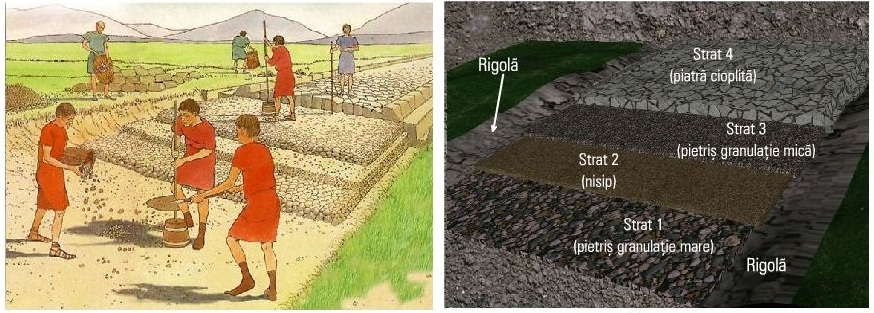 Strat 4
(piatră cioplită)
Rigolă
Strat 3
(pietriș granulație mică)
Strat 2
(nisip)
Strat 1
(pietriș granulație mare)
Rigolă